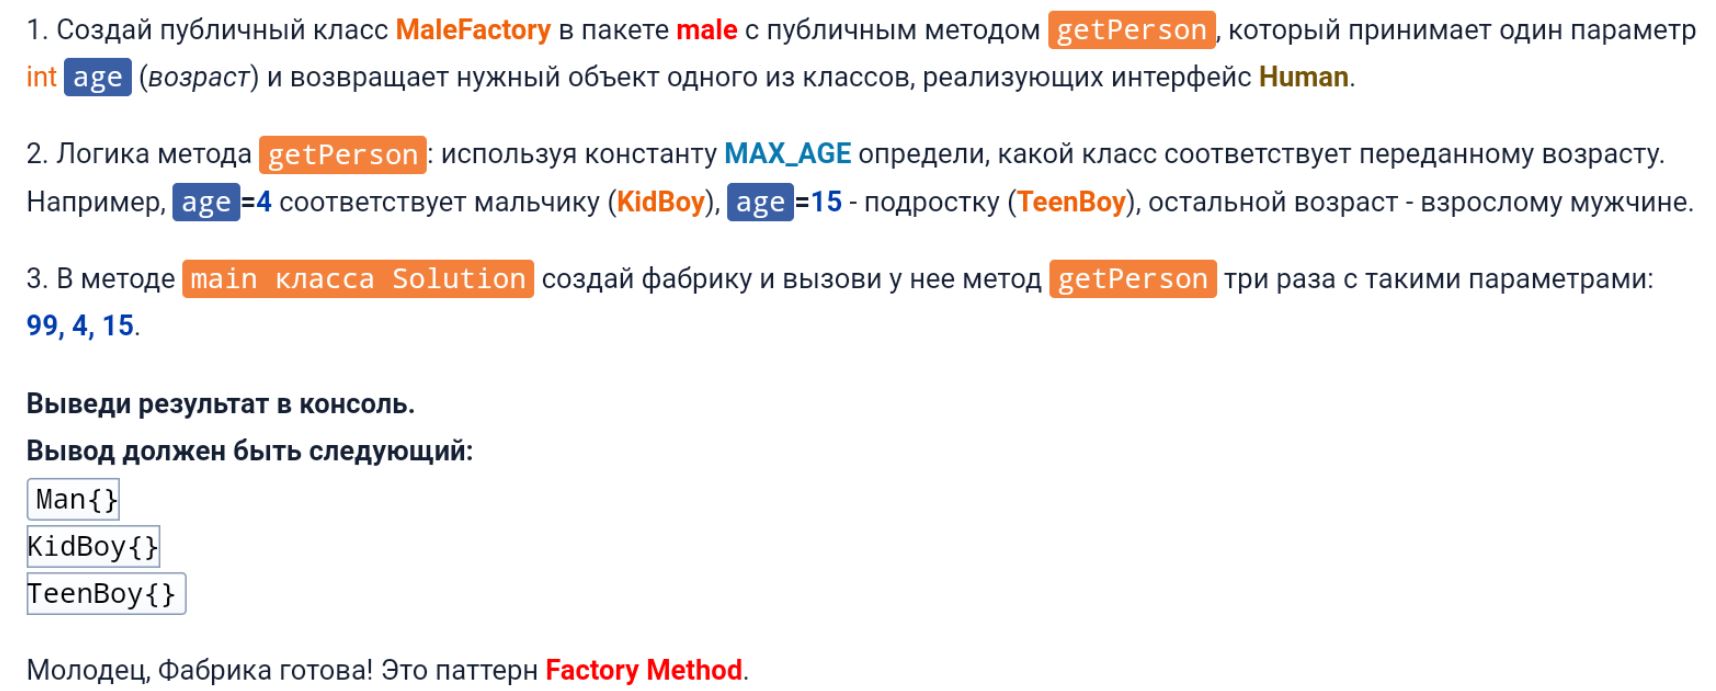 1. Создай публичный класс MaleFactory в пакете male с публичным методом getPerson, который принимает один параметр
int age (возраст) и возвращает нужный объект одного из классов, реализующих интерфейс Human.
2. Логика метода getPerson: используя константу MAX_AGE определи, какой класс соответствует переданному возрасту.
Например, age=4 соответствует мальчику (KidBoy), age=15 - подростку (TeenBoy), остальной возраст - взрослому мужчине.
3. В методе main класса Solution создай фабрику и вызови у нее метод getPerson три раза с такими параметрами:
99, 4, 15.
Выведи результат в консоль.
Вывод должен быть следующий:
Man{}
KidBoy{}
TeenBoy{}
Молодец, Фабрика готова! Это паттерн Factory Method.